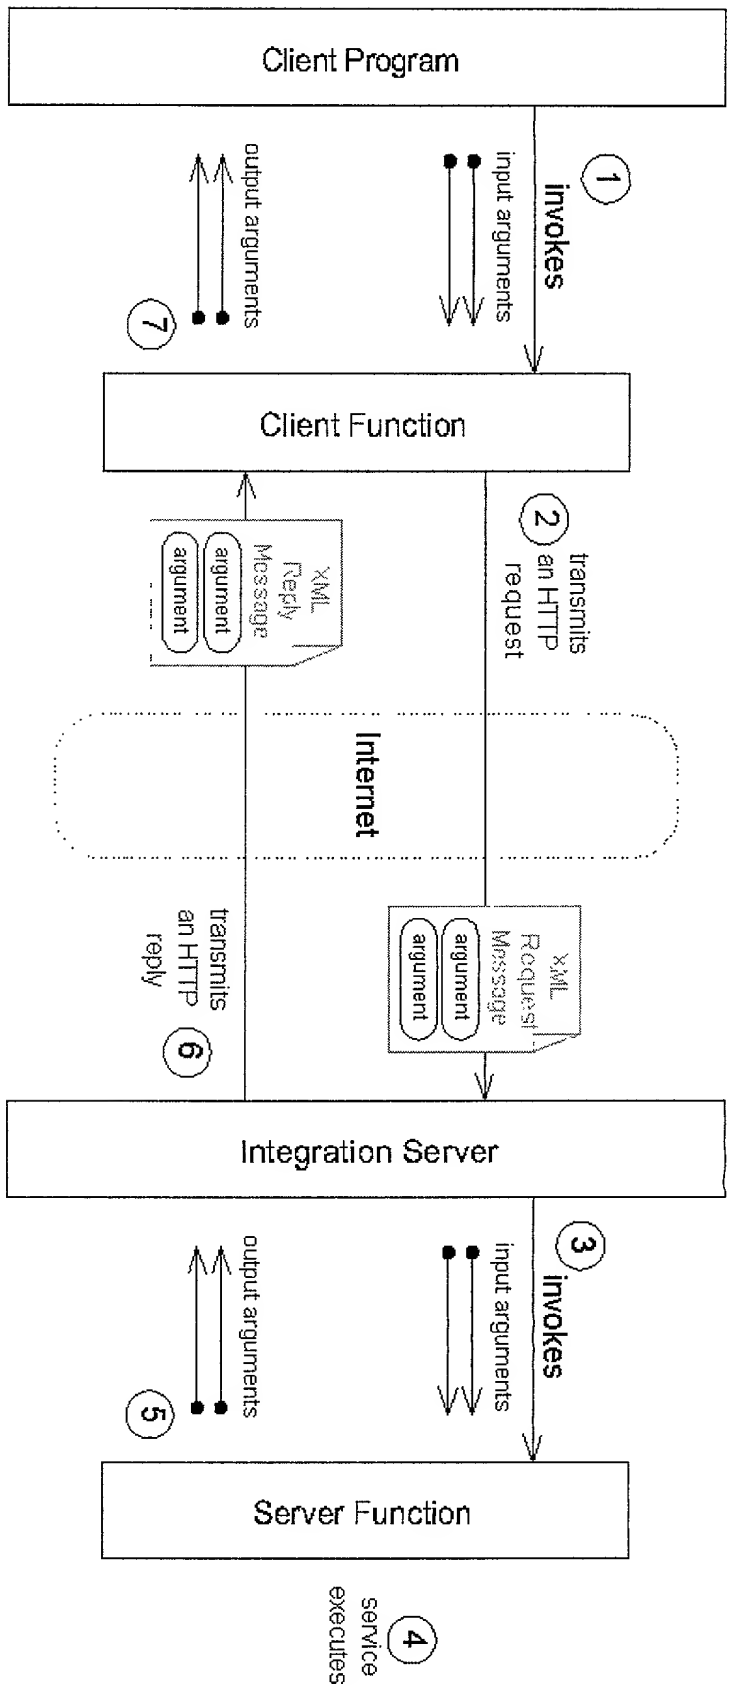 Client Program
1
invokes
input arguments
output arguments
7
Client Function
2
transmits
an HTTP
request
XML
Reply
Message
argument
argument
Internet
XML
Request
Message
argument
argument
transmits
an HTTP
reply
6
Integration Server
3
invokes
input arguments
output arguments
5
Server Function
4
service
executes